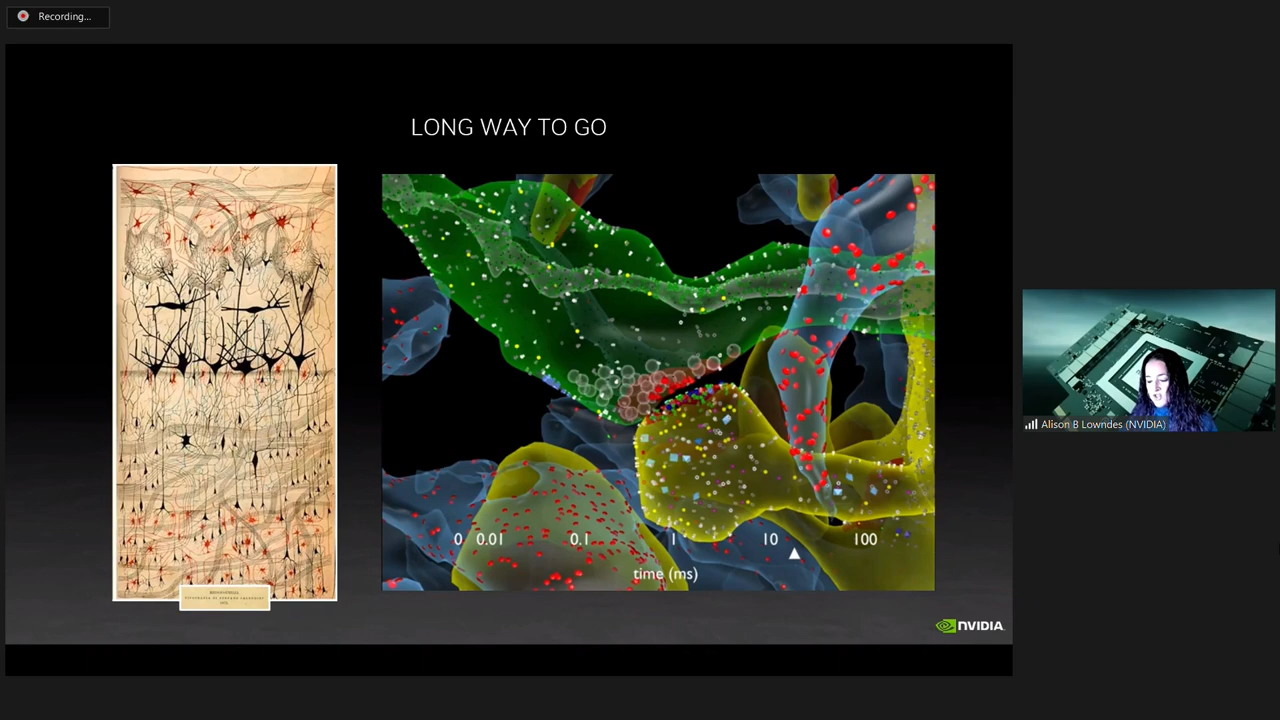 Recording...
LONG WAY TO GO
0 0.01 0.1 1 10 100
time (ms)
NVIDIA
Alison B Lowndes (NVIDIA)